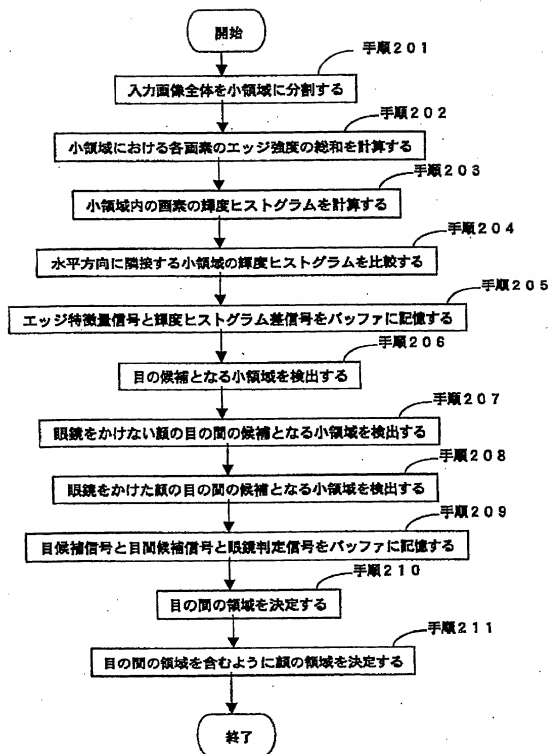 開始
手順201
入力画像全体を小領域に分割する
手順202
小領域における各画素のエッジ強度の総和を計算する
手順203
小領域内の画素の輝度ヒストグラムを計算する
手順204
水平方向に隣接する小領域の輝度ヒストグラムを比較する
手順205
エッジ特徴量信号と輝度ヒストグラム差信号をバッファに記憶する
手順206
目の候補となる小領域を検出する
手順207
眼鏡をかけない顔の目の間の候補となる小領域を検出する
手順208
眼鏡をかけた顔の目の間の候補となる小領域を検出する
手順209
目候補信号と目間候補信号と眼鏡判定信号をバッファに記憶する
手順210
目の間の領域を決定する
手順211
目の間の領域を含むように顔の領域を決定する
終了